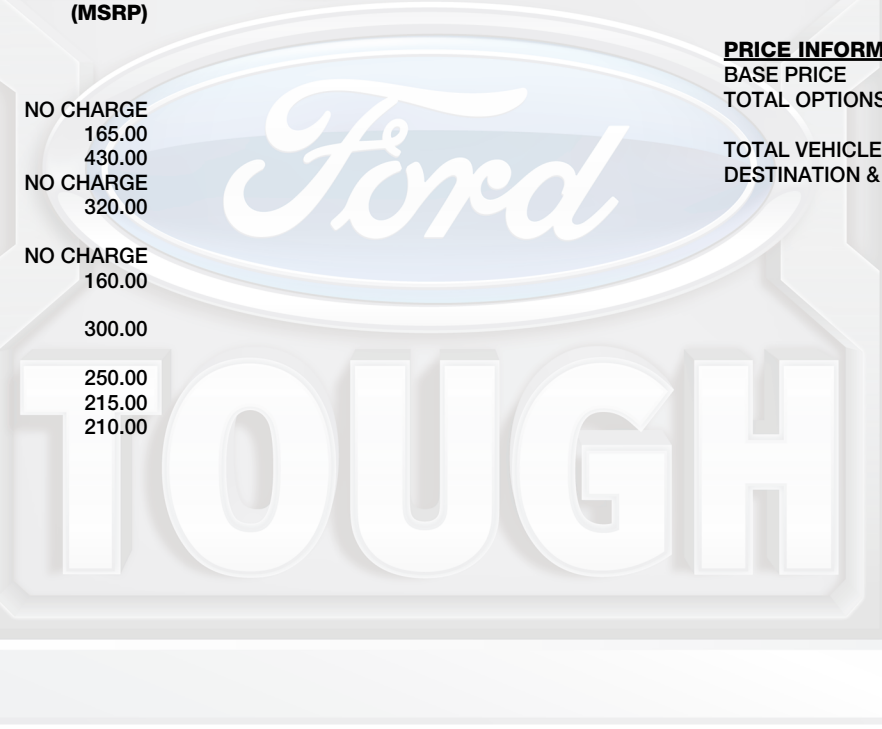 (MSRP)
NO CHARGE
165.00
430.00
NO CHARGE
320.00
NO CHARGE
160.00
300.00
250.00
215.00
210.00
PRICE INFORM
BASE PRICE
TOTAL OPTIONS
TOTAL VEHICLE
DESTINATION &
Ford
TOUGH